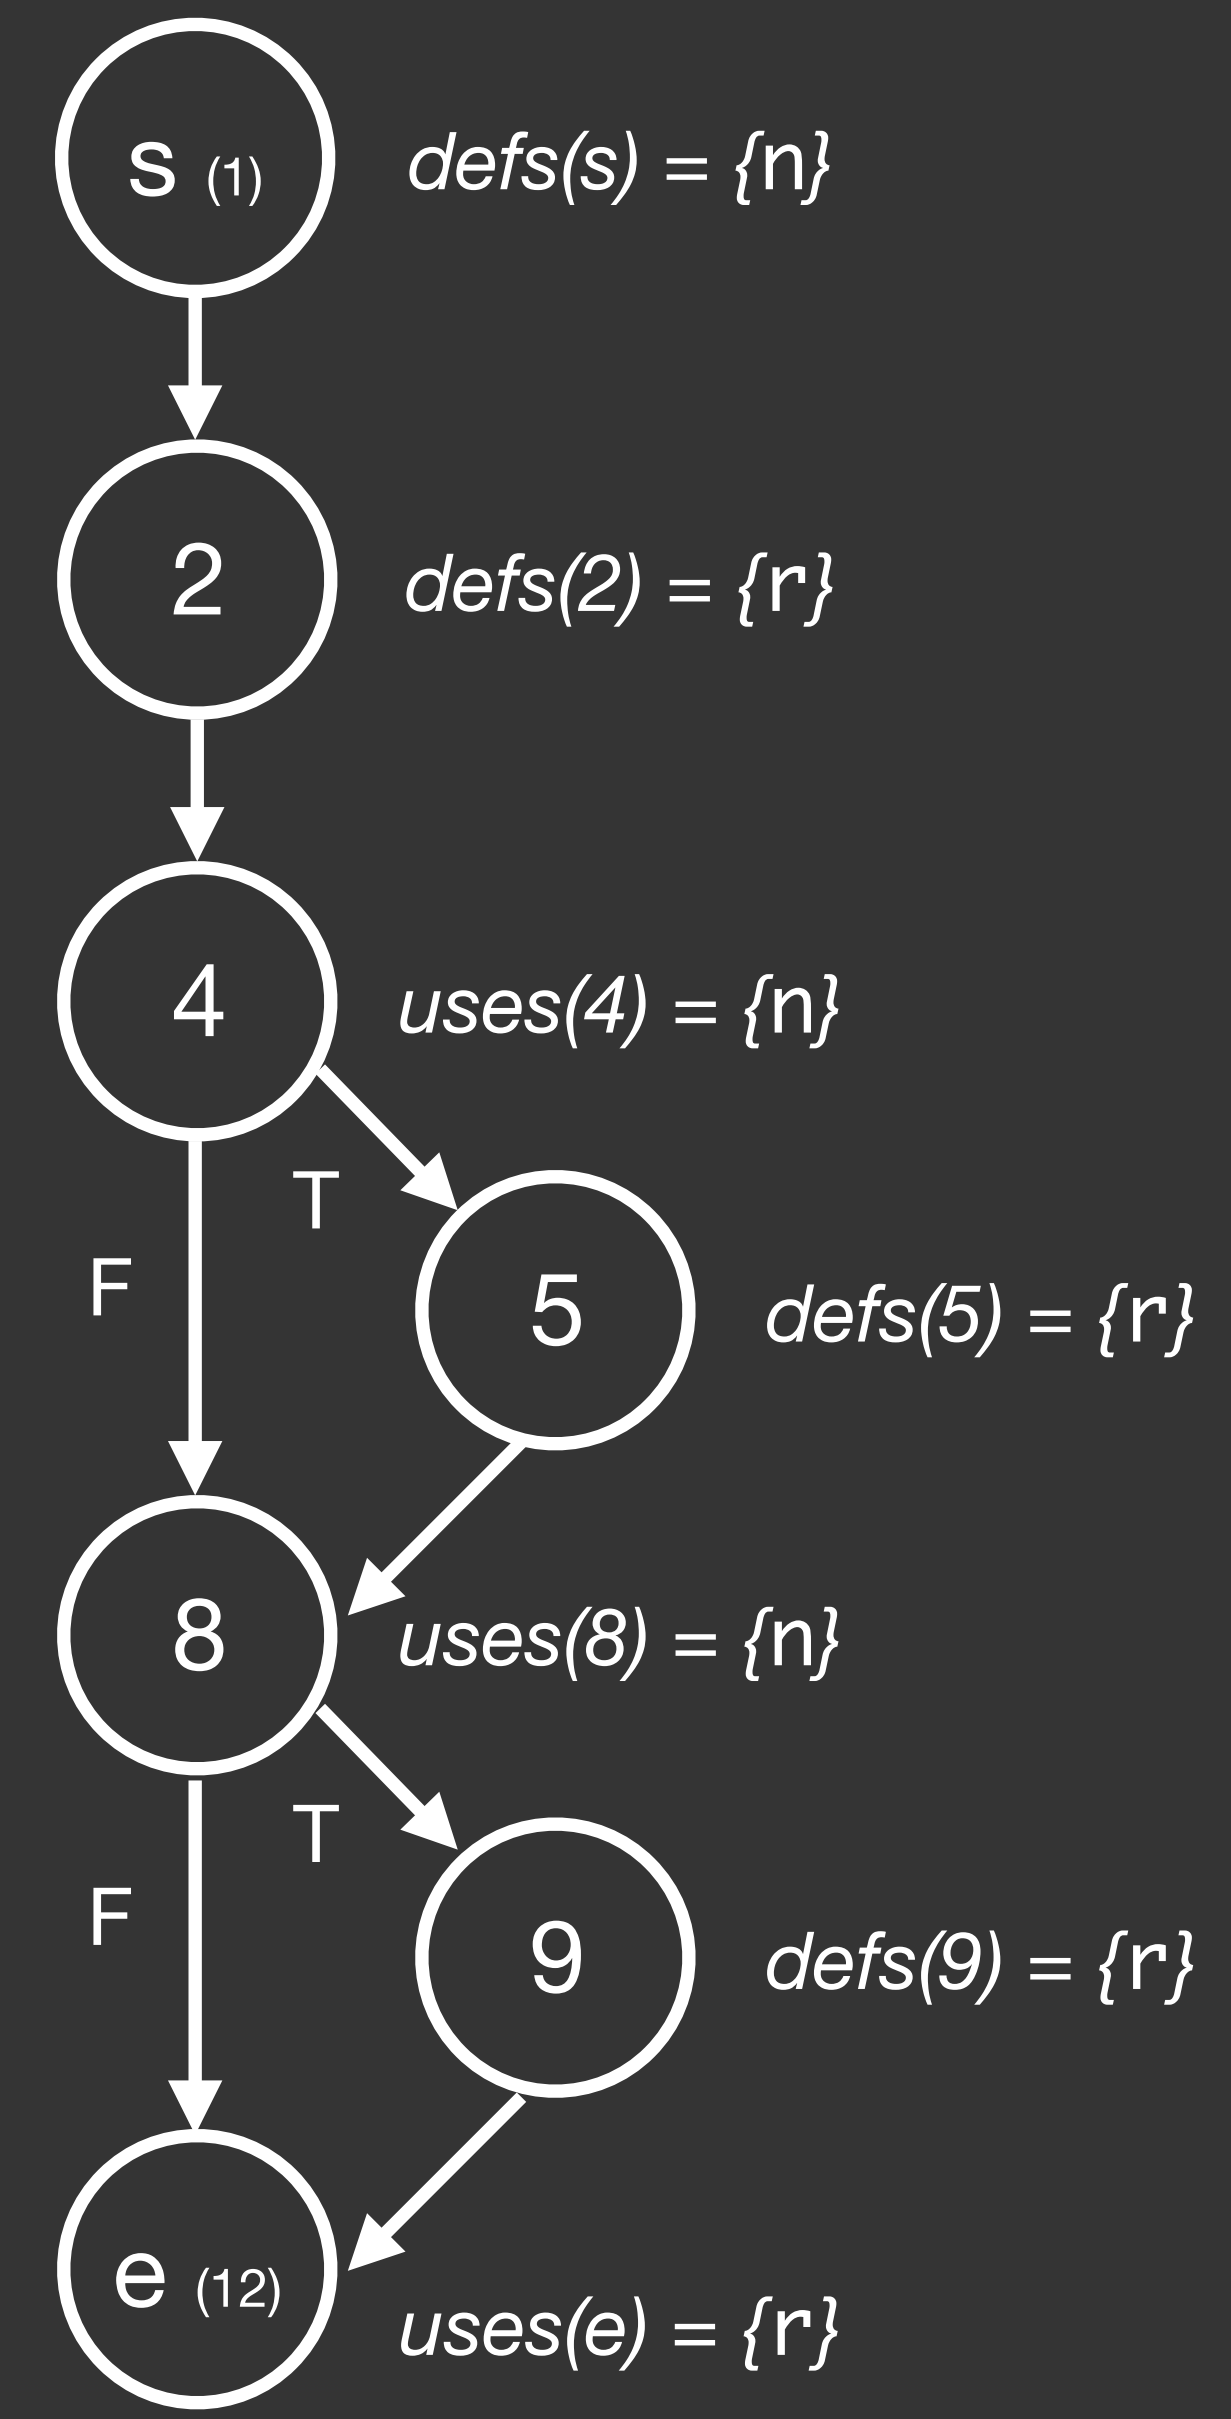 s (1) defs(s) = {n}
2 defs(2) = {r}
4 uses(4) = {n}
T
F
5 defs(5) = {r}
8 uses(8) = {n}
T
F
9 defs(9) = {r}
e (12) uses(e) = {r}